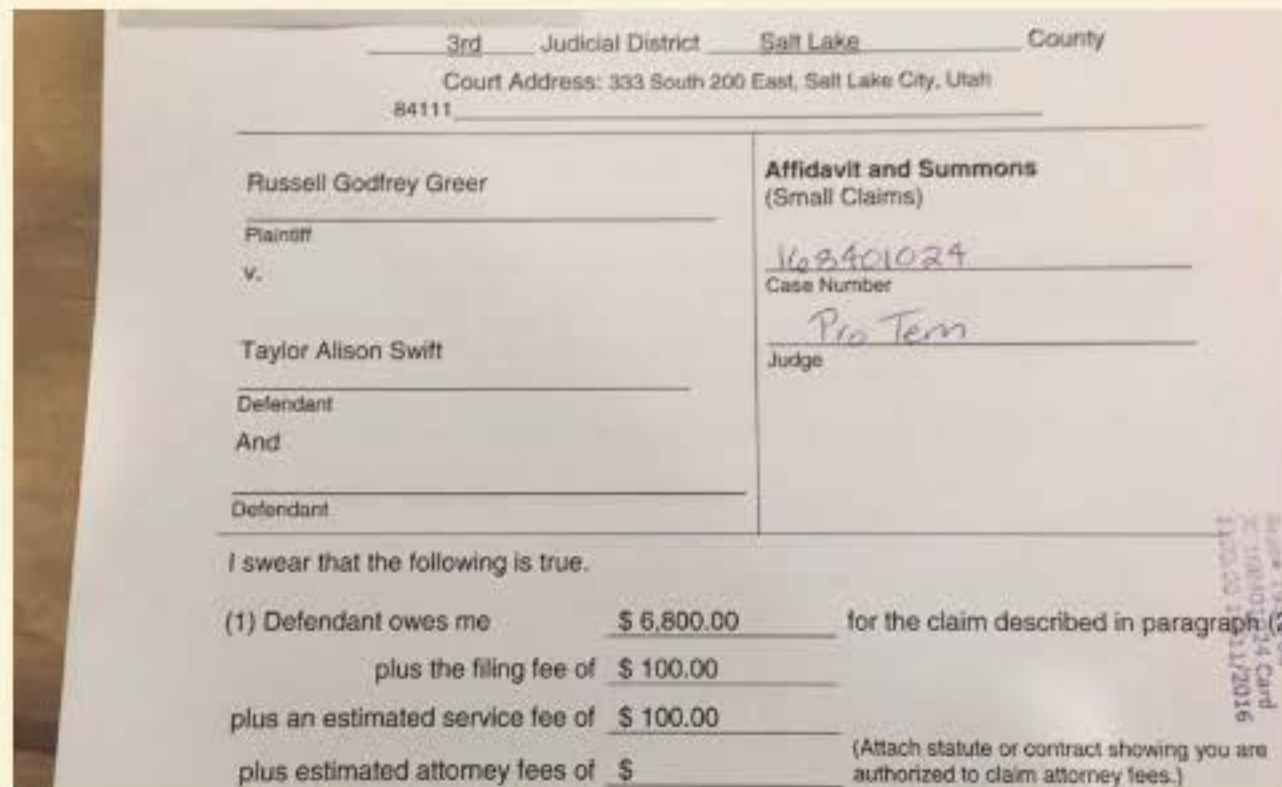 3rd Judicial District Salt Lake County
Court Address: 333 South 200 East, Salt Lake City, Utah
84111
Russell Godfrey Greer
Plaintiff
v.
Taylor Alison Swift
Defendant
And
Defendant
Affidavit and Summons
(Small Claims)
168401024
Case Number
Pro Tem
Judge
I swear that the following is true.
(1) Defendant owes me $ 6,800.00 for the claim described in paragraph (2
plus the filing fee of $ 100.00
plus an estimated service fee of $ 100.00
plus estimated attorney fees of $
(Attach statute or contract showing you are
authorized to claim attorney fees.)
Card
11/2016